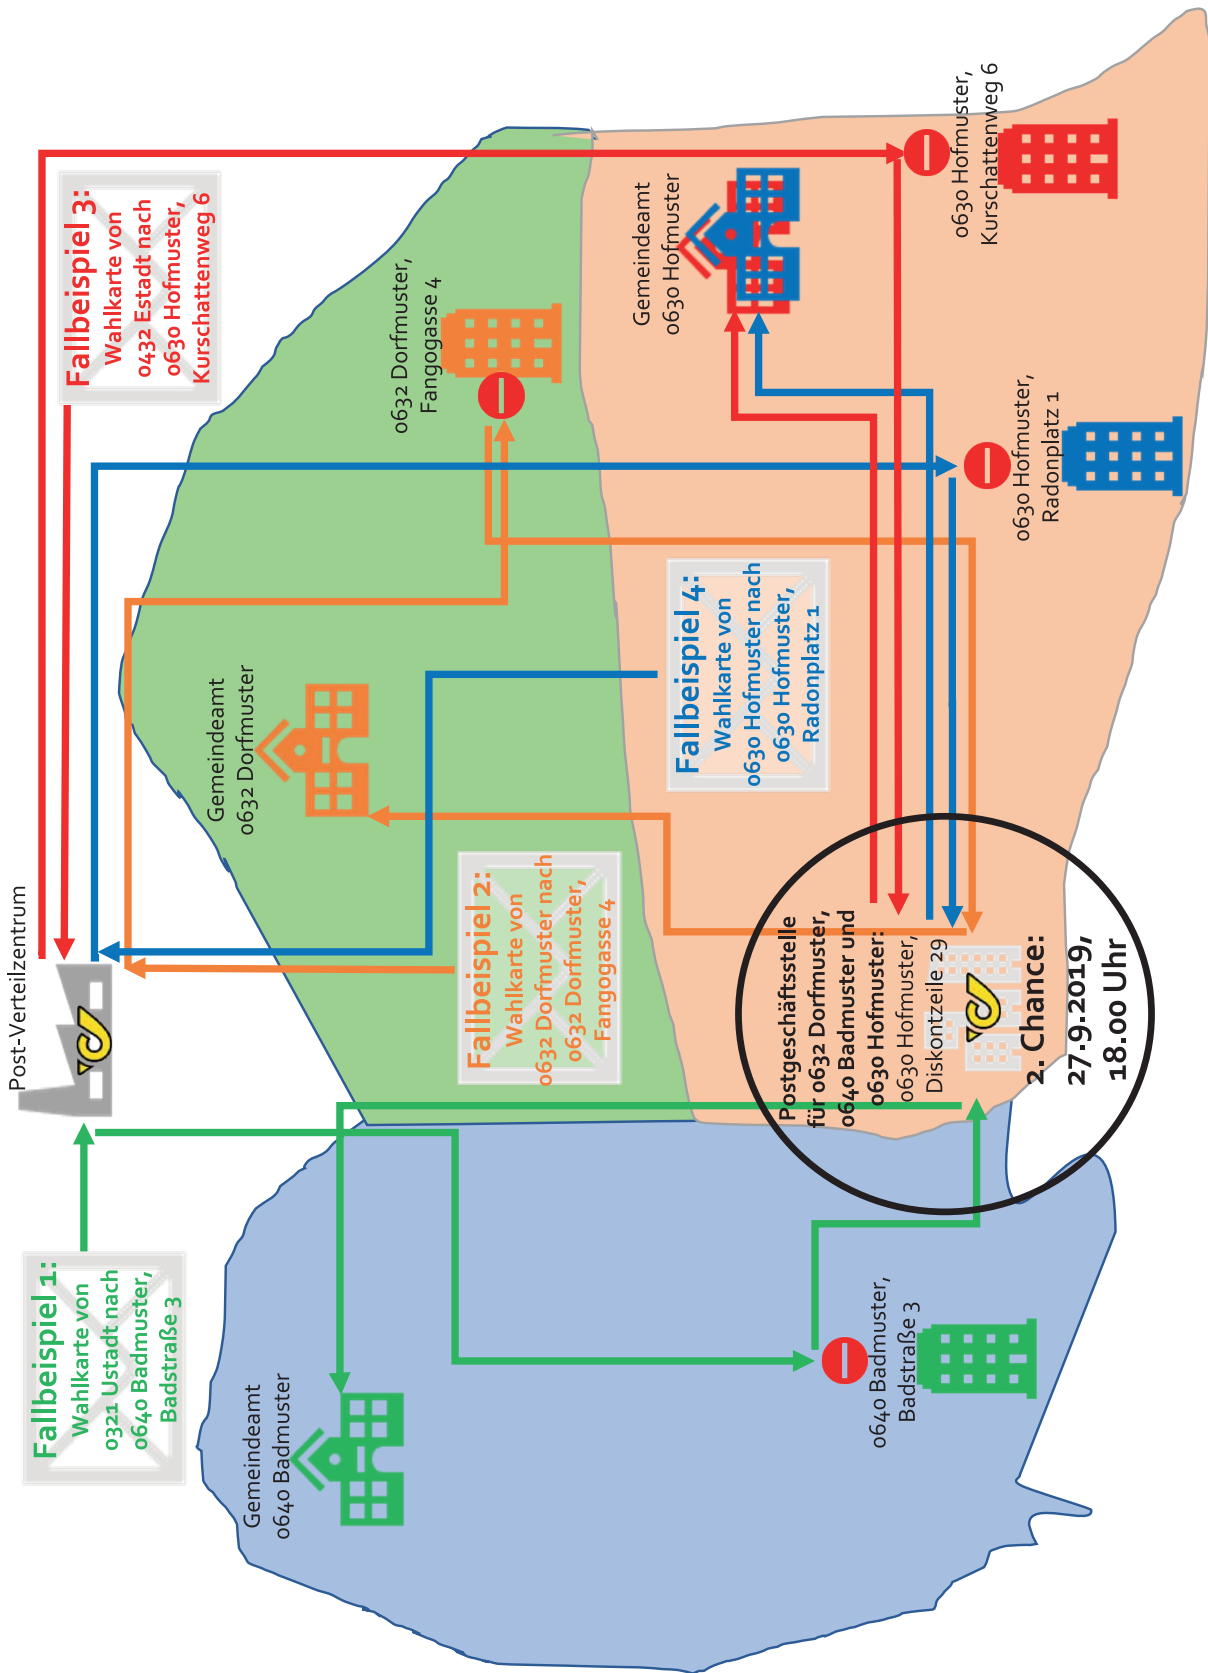 Post-Verteilzentrum
Fallbeispiel 1:
Wahlkarte von
0321 Ustadt nach
0640 Badmuster,
Badstraße 3
Fallbeispiel 3:
Wahlkarte von
0432 Estadt nach
0630 Hofmuster,
Kurschattenweg 6
Gemeindeamt
0640 Badmuster
Gemeindeamt
0632 Dorfmuster
0632 Dorfmuster,
Fangogasse 4
Fallbeispiel 2:
Wahlkarte von
0632 Dorfmuster nach
0632 Dorfmuster,
Fangogasse 4
Gemeindeamt
0630 Hofmuster
Fallbeispiel 4:
Wahlkarte von
0630 Hofmuster nach
0630 Hofmuster,
Radonplatz 1
Postgeschäftsstelle
für 0632 Dorfmuster,
0640 Badmuster und
0630 Hofmuster:
0630 Hofmuster,
Diskontzeile 29
2. Chance:
27.9.2019,
18.00 Uhr
0640 Badmuster,
Badstraße 3
0630 Hofmuster,
Radonplatz 1
0630 Hofmuster,
Kurschattenweg 6